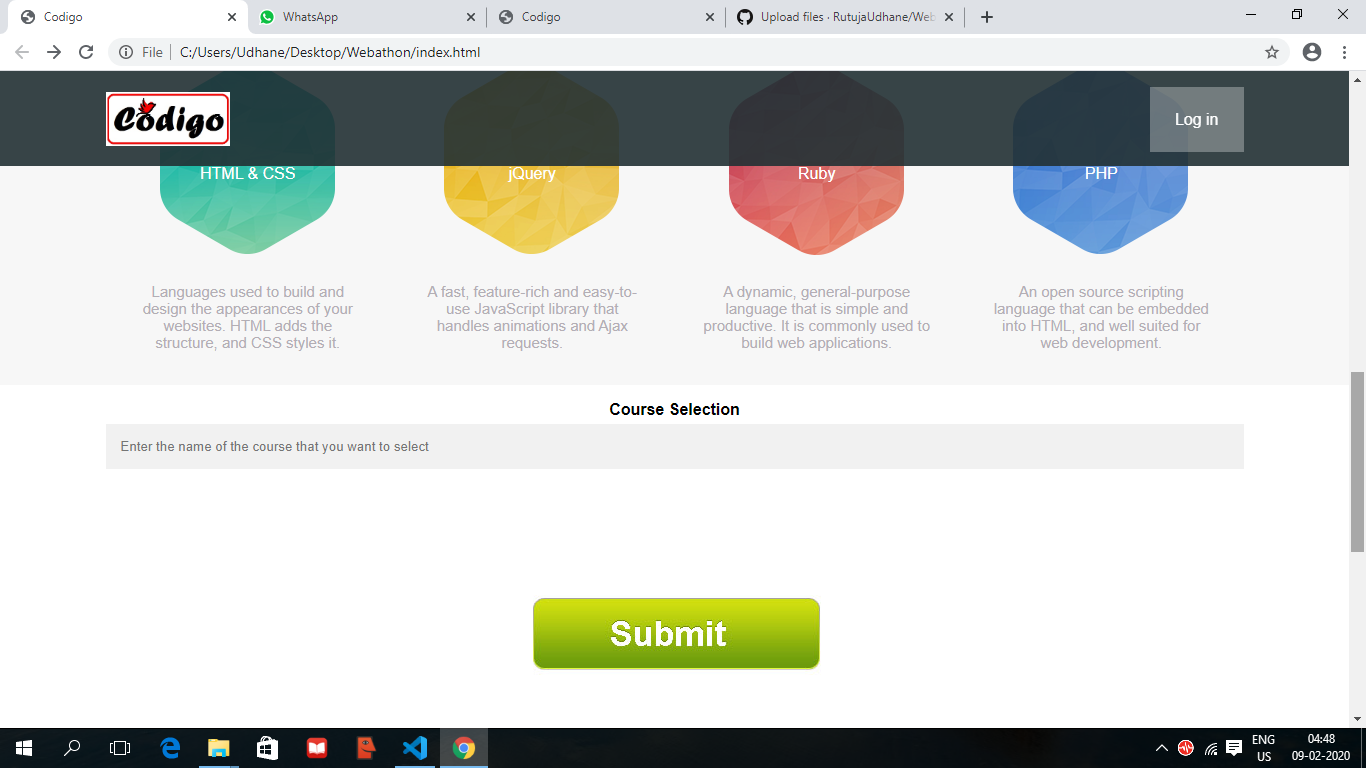 Codigo
WhatsApp
Codigo
Upload files · RutujaUdhane/Web
File
C:/Users/Udhane/Desktop/Webathon/index.html
Codigo
Log in
HTML & CSS
jQuery
Ruby
PHP
Languages used to build and
design the appearances of your
websites. HTML adds the
structure, and CSS styles it.
A fast, feature-rich and easy-to-
use JavaScript library that
handles animations and Ajax
requests.
A dynamic, general-purpose
language that is simple and
productive. It is commonly used to
build web applications.
An open source scripting
language that can be embedded
into HTML, and well suited for
web development.
Course Selection
Enter the name of the course that you want to select
Submit
ENG
US
04:48
09-02-2020